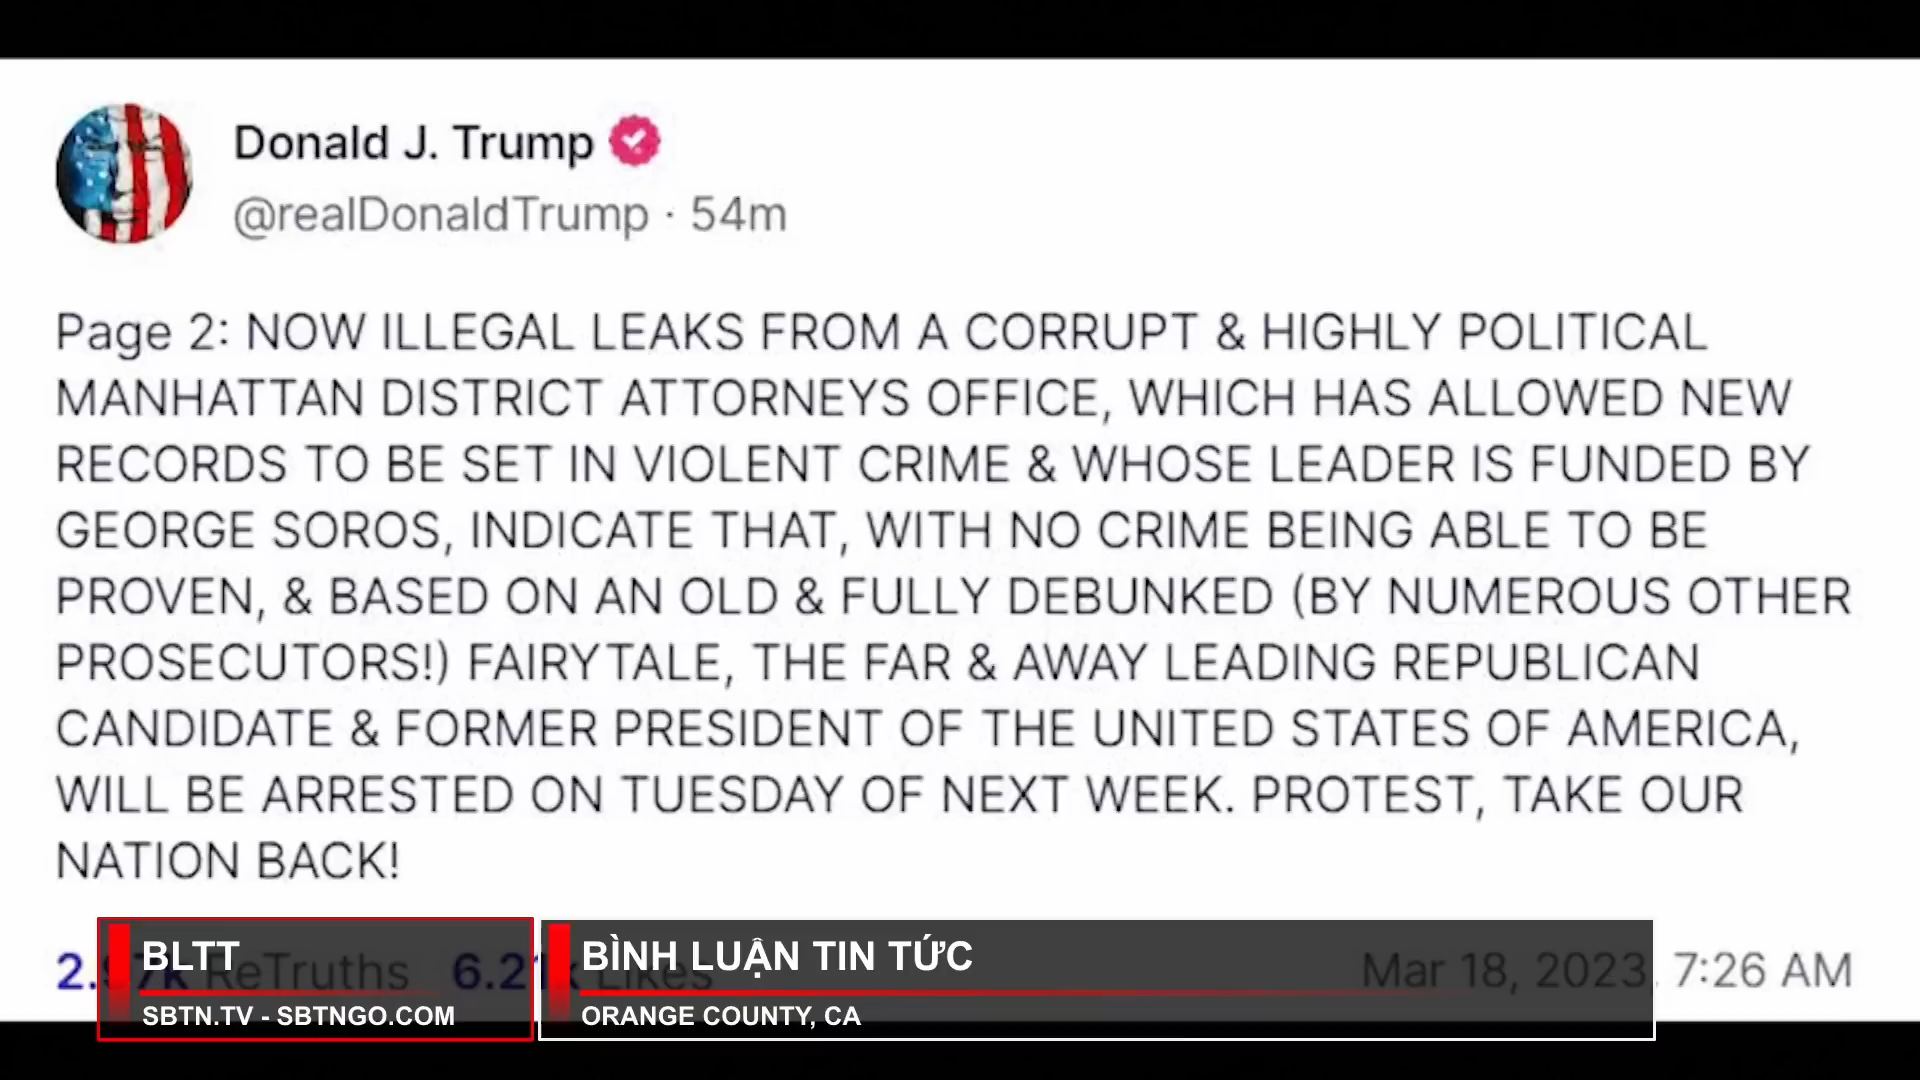 Donald J. Trump
@realDonaldTrump · 54m
Page 2: NOW ILLEGAL LEAKS FROM A CORRUPT & HIGHLY POLITICAL
MANHATTAN DISTRICT ATTORNEYS OFFICE, WHICH HAS ALLOWED NEW
RECORDS TO BE SET IN VIOLENT CRIME & WHOSE LEADER IS FUNDED BY
GEORGE SOROS, INDICATE THAT, WITH NO CRIME BEING ABLE TO BE
PROVEN, & BASED ON AN OLD & FULLY DEBUNKED (BY NUMEROUS OTHER
PROSECUTORS!) FAIRYTALE, THE FAR & AWAY LEADING REPUBLICAN
CANDIDATE & FORMER PRESIDENT OF THE UNITED STATES OF AMERICA,
WILL BE ARRESTED ON TUESDAY OF NEXT WEEK. PROTEST, TAKE OUR
NATION BACK!
ReTruths Likes Mar 18, 2023, 7:26 AM
BLTT
SBTN.TV - SBTNGO.COM
BÌNH LUẬN TIN TỨC
ORANGE COUNTY, CA